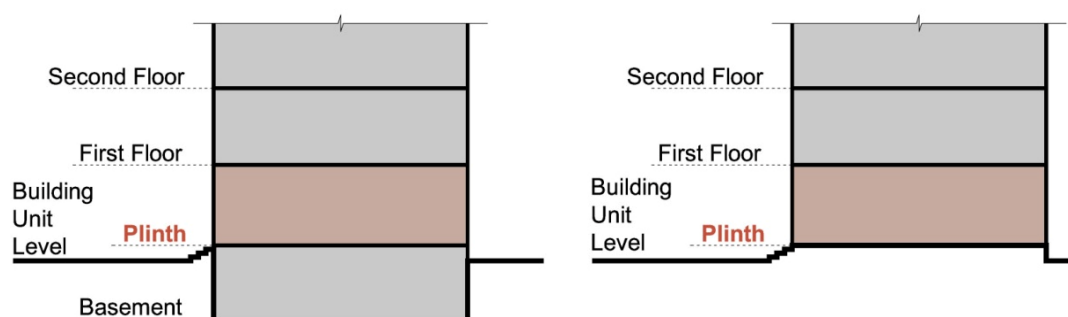 Second Floor
First Floor
Building
Unit
Level
Plinth
Basement
Second Floor
First Floor
Building
Unit
Level
Plinth